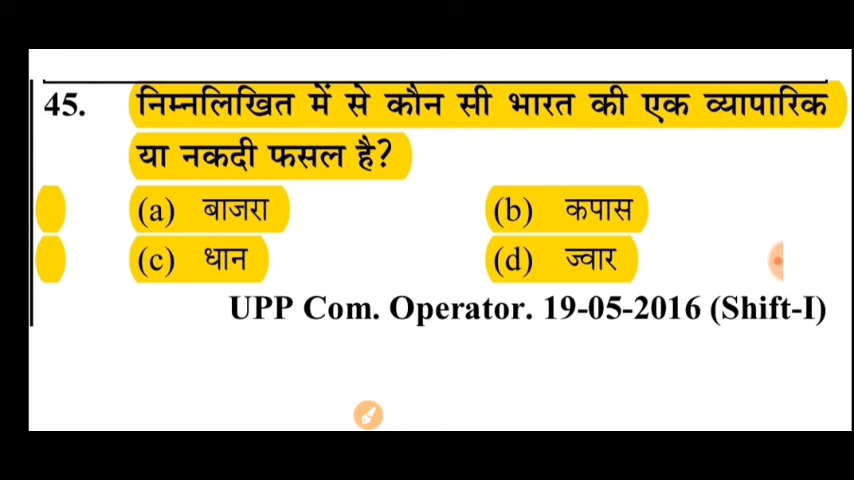 45. निम्नलिखित में से कौन सी भारत की एक व्यापारिक
या नकदी फसल है?
(a) बाजरा (b) कपास
(c) धान (d) ज्वार
UPP Com. Operator. 19-05-2016 (Shift-I)